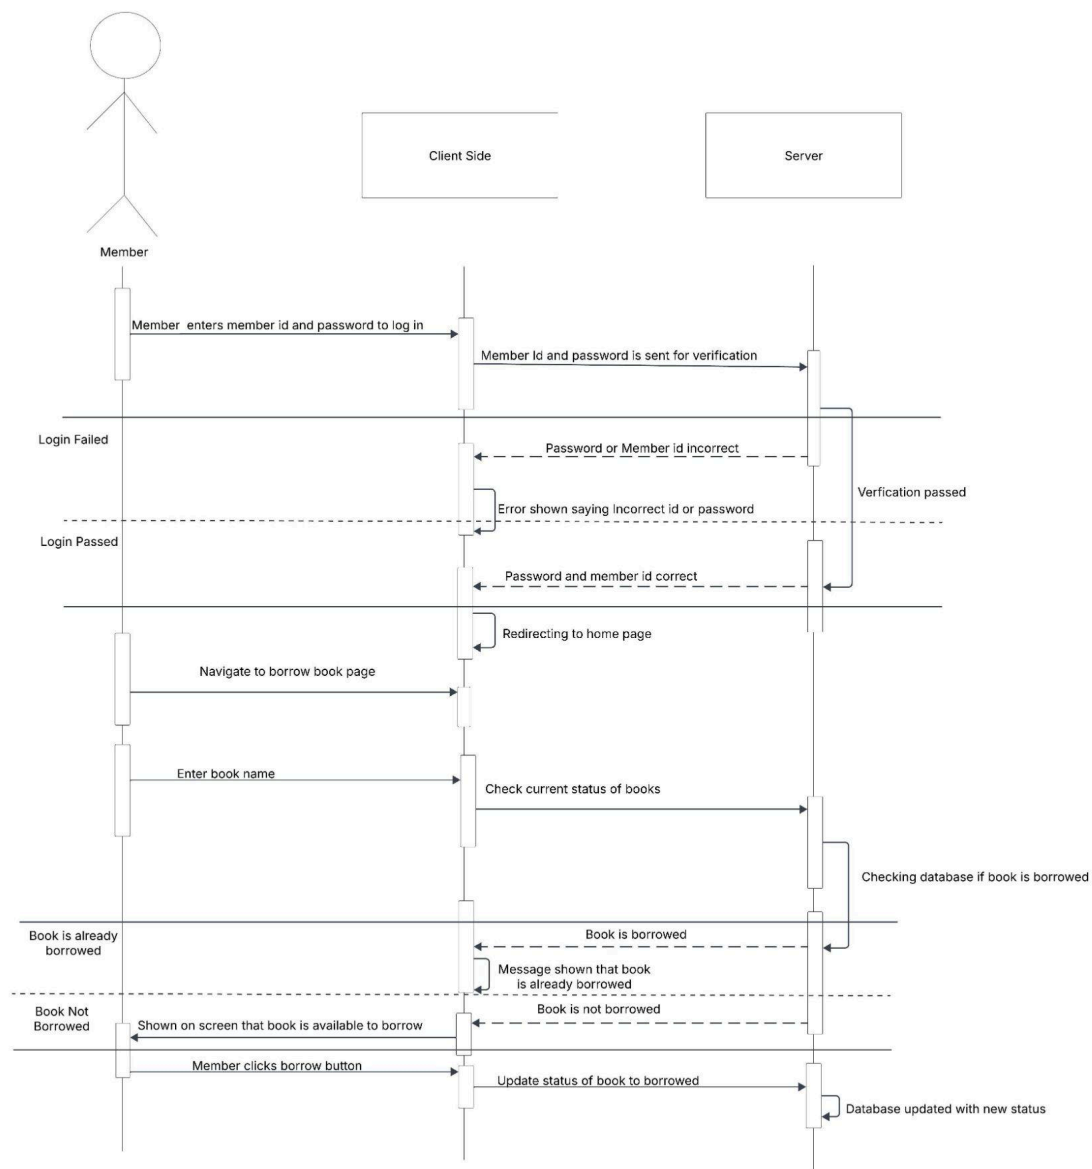 Client Side
Server
Member
Member enters member id and password to log in
Member Id and password is sent for verification
Login Failed
Password or Member id incorrect
Verfication passed
Error shown saying Incorrect id or password
Login Passed
Password and member id correct
Redirecting to home page
Navigate to borrow book page
Enter book name
Check current status of books
Checking database if book is borrowed
Book is already
borrowed
Book is borrowed
Message shown that book
is already borrowed
Book Not
Borrowed
Book is not borrowed
Shown on screen that book is available to borrow
Member clicks borrow button
Update status of book to borrowed
Database updated with new status